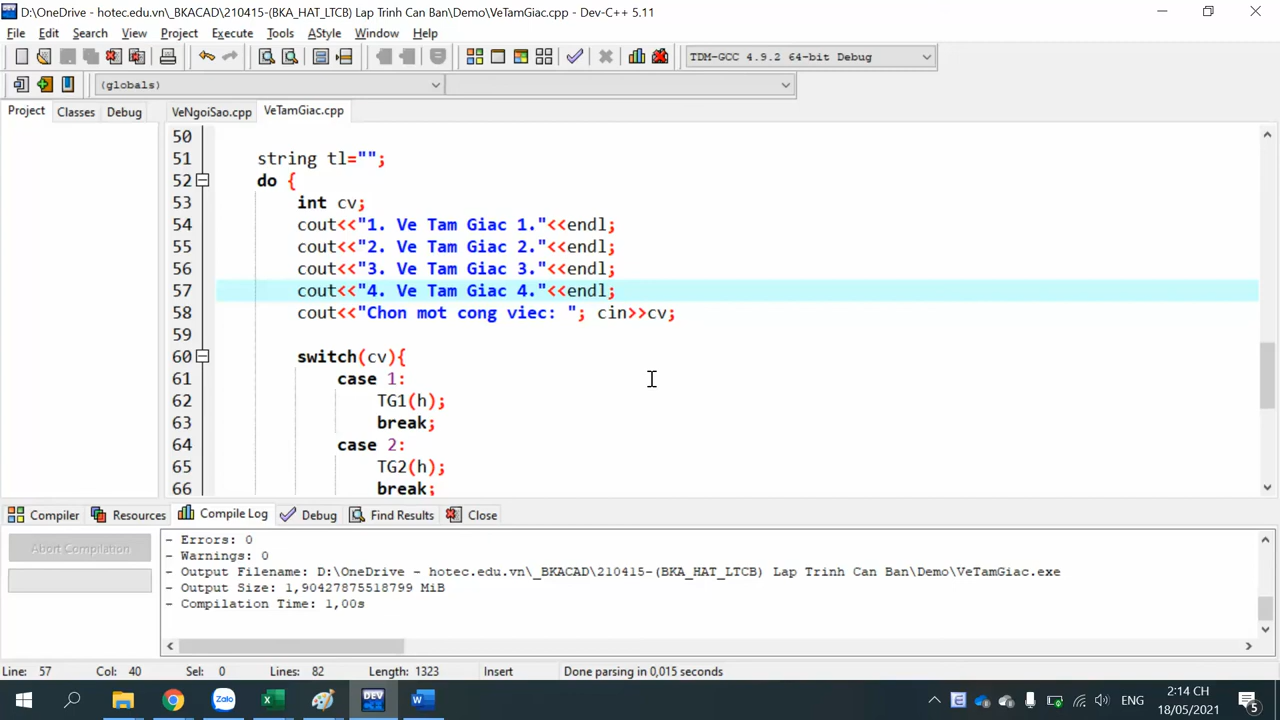 D:\OneDrive - hotec.edu.vn\_BKACAD\210415-(BKA_HAT_LTCB) Lap Trinh Can Ban\Demo\VeTamGiac.cpp - Dev-C++ 5.11
File Edit Search View Project Execute Tools AStyle Window Help
TDM-GCC 4.9.2 64-bit Debug
(globals)
Project Classes Debug VeNgoiSao.cpp VeTamGiac.cpp
50
51 string tl="";
52 do {
53 int cv;
54 cout<<"1. Ve Tam Giac 1."<<endl;
55 cout<<"2. Ve Tam Giac 2."<<endl;
56 cout<<"3. Ve Tam Giac 3."<<endl;
57 cout<<"4. Ve Tam Giac 4."<<endl;
58 cout<<"Chon mot cong viec: "; cin>>cv;
59
60 switch(cv){
61 case 1:
62 TG1(h);
63 break;
64 case 2:
65 TG2(h);
66 break;
Compiler Resources Compile Log Debug Find Results Close
Abort Compilation
- Errors: 0
- Warnings: 0
- Output Filename: D:\OneDrive - hotec.edu.vn\_BKACAD\210415-(BKA_HAT_LTCB) Lap Trinh Can Ban\Demo\VeTamGiac.exe
- Output Size: 1,90427875518799 MiB
- Compilation Time: 1,00s
Line: 57 Col: 40 Sel: 0 Lines: 82 Length: 1323 Insert Done parsing in 0,015 seconds
Zalo DEV ENG 2:14 CH
18/05/2021 5